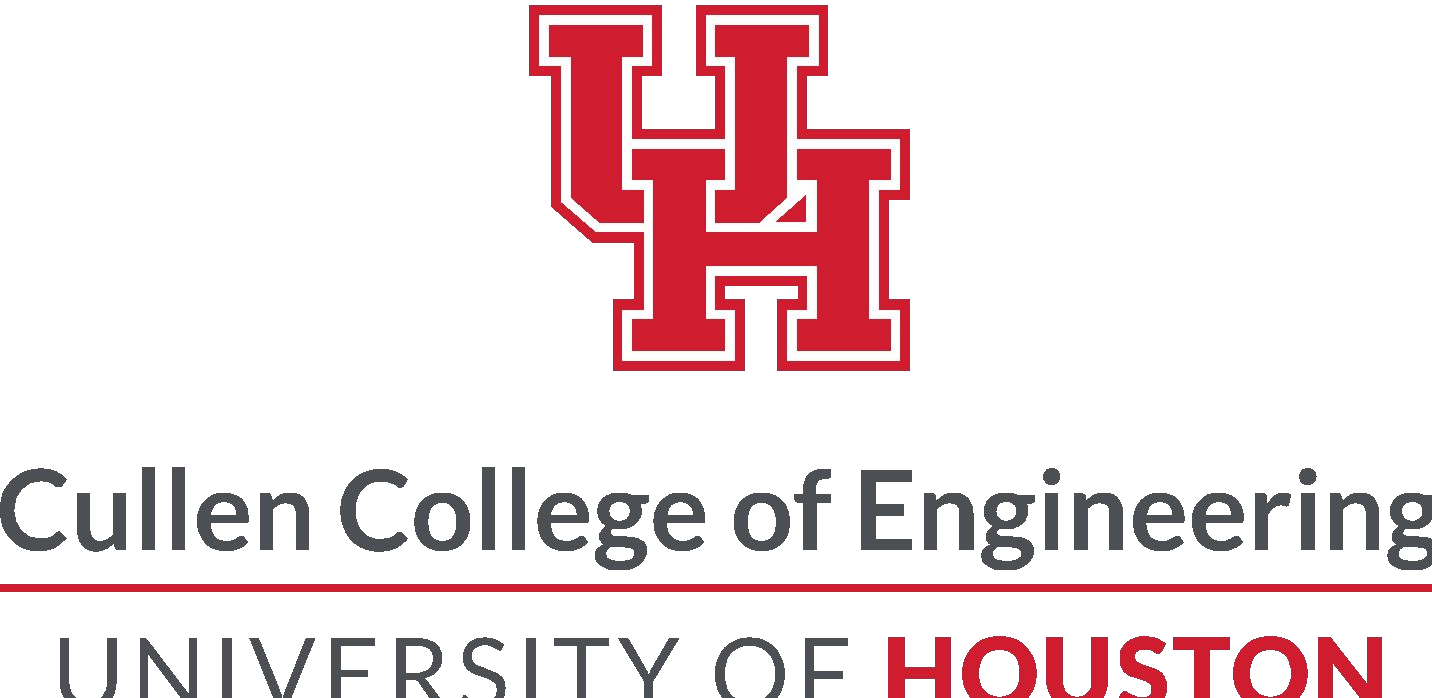 UH
Cullen College of Engineering
UNIVERSITY OF HOUSTON